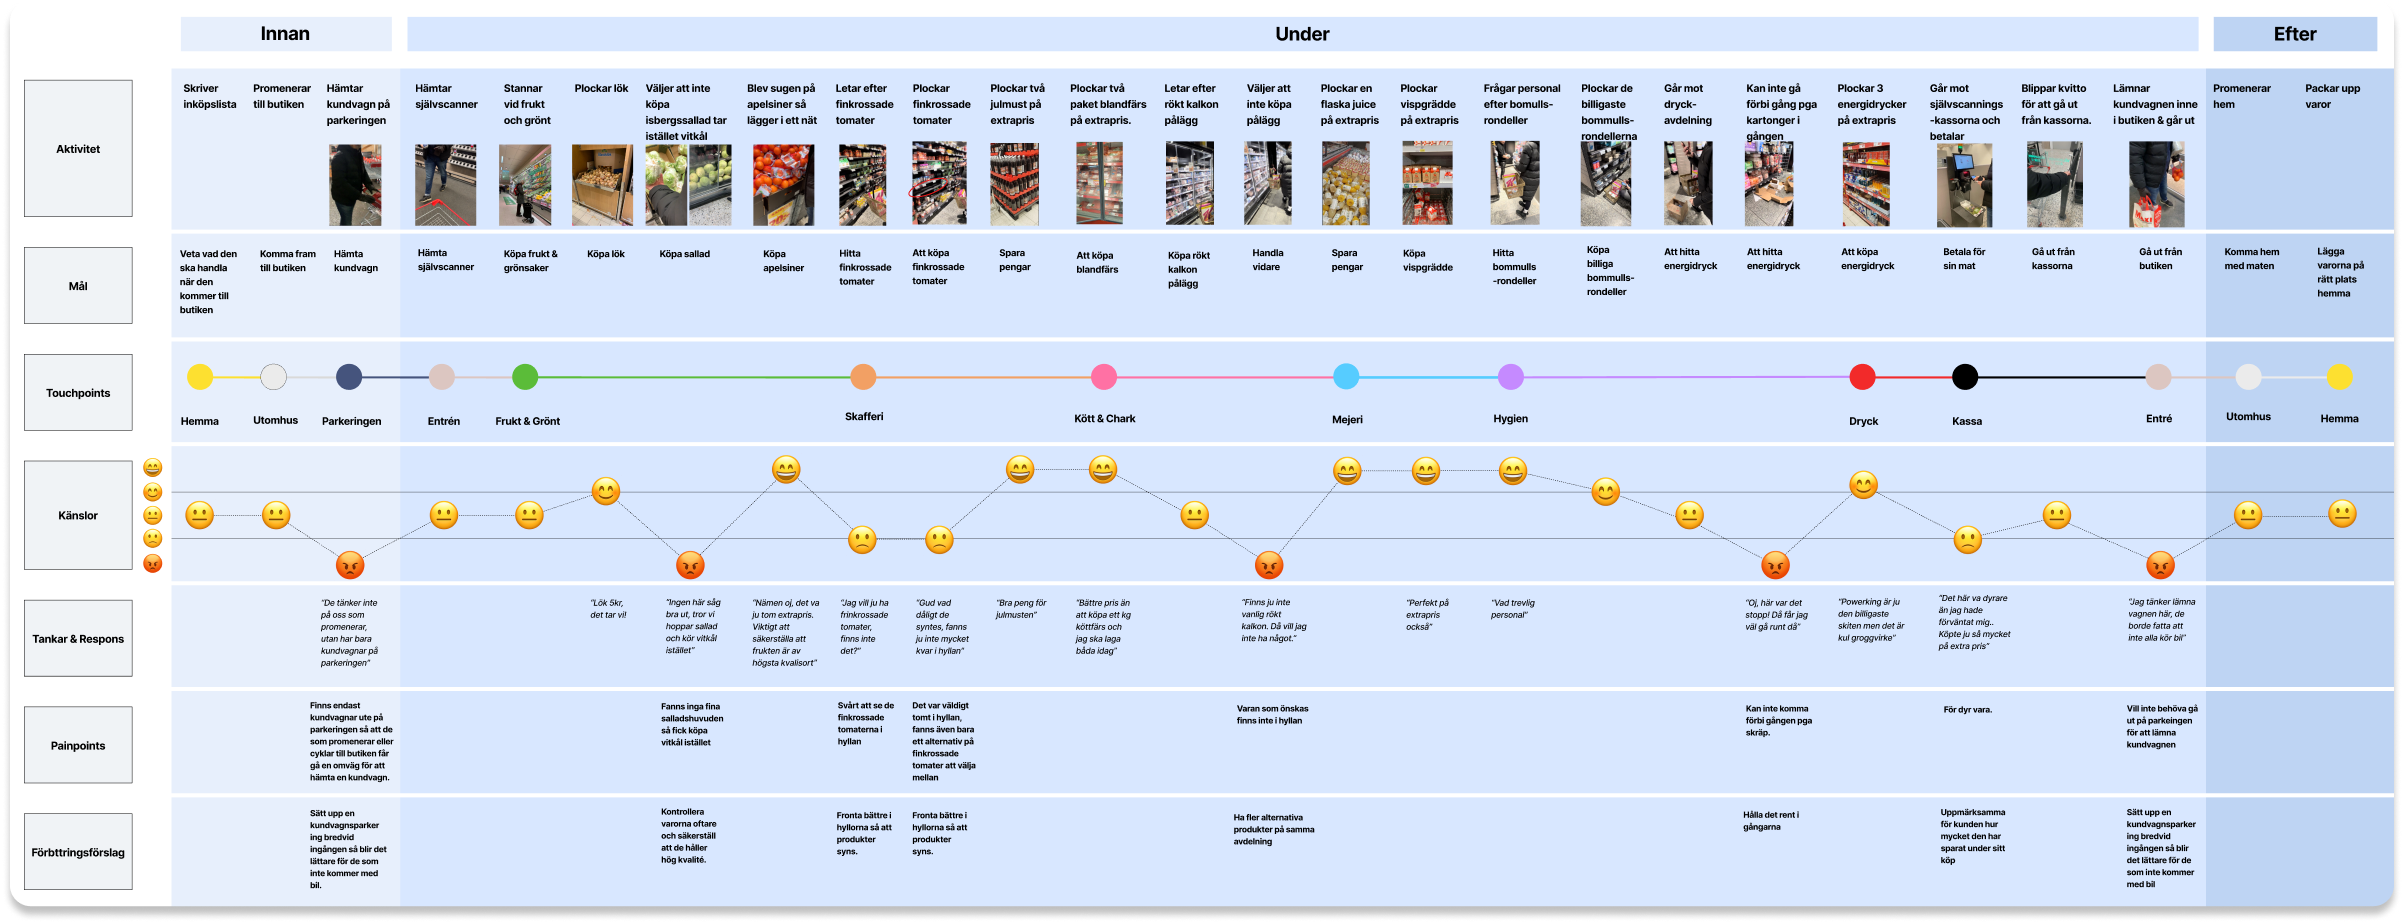 Innan
Under
Efter
Aktivitet
Skriver
inköpslista
Promenerar
till butiken
Hämtar
kundvagn på
parkeringen
Hämtar
självscanner
Stannar
vid frukt
och grönt
Plockar lök
Väljer att inte
köpa
isbergssallad tar
istället vitkål
Blev sugen på
apelsiner så
lägger i ett nät
Letar efter
finkrossade
tomater
Plockar
finkrossade
tomater
Plockar två
julmust på
extrapris
Plockar två
paket blandfärs
på extrapris.
Letar efter
rökt kalkon
pålägg
Väljer att
inte köpa
pålägg
Plockar en
flaska juice
på extrapris
Plockar
vispgrädde
på extrapris
Frågar personal
efter bomulls-
rondeller
Plockar de
billigaste
bommulls-
rondellerna
Går mot
dryck-
avdelning
Kan inte gå
förbi gång pga
kartonger i
gången
Plockar 3
energidrycker
på extrapris
Går mot
självscannings
-kassorna och
betalar
Blippar kvitto
för att gå ut
från kassorna.
Lämnar
kundvagnen inne
i butiken & går ut
Promenerar
hem
Packar upp
varor
Mål
Veta vad den
ska handla
när den
kommer till
butiken
Komma fram
till butiken
Hämta
kundvagn
Hämta
självscanner
Köpa frukt &
grönsaker
Köpa lök
Köpa sallad
Köpa
apelsiner
Hitta
finkrossade
tomater
Att köpa
finkrossade
tomater
Spara
pengar
Att köpa
blandfärs
Köpa rökt
kalkon
pålägg
Handla
vidare
Spara
pengar
Köpa
vispgrädde
Hitta
bommulls
-rondeller
Köpa
billiga
bommulls-
rondeller
Att hitta
energidryck
Att hitta
energidryck
Att köpa
energidryck
Betala för
sin mat
Gå ut från
kassorna
Gå ut från
butiken
Komma hem
med maten
Lägga
varorna på
rätt plats
hemma
Touchpoints
Hemma
Utomhus
Parkeringen
Entrén
Frukt & Grönt
Skafferi
Kött & Chark
Mejeri
Hygien
Dryck
Kassa
Entré
Utomhus
Hemma
Känslor
Tankar & Respons
"De tänker inte
på oss som
promenerar,
utan har bara
kundvagnar på
parkeringen"
"Lök 5kr,
det tar vi!
"Ingen här såg
bra ut, tror vi
hoppar sallad
och kör vitkål
istället"
"Nämen oj, det va
ju tom extrapris.
Viktigt att
säkerställa att
frukten är av
högsta kvalisort"
"Jag vill ju ha
frinkrossade
tomater,
finns inte
det?"
"Gud vad
dåligt de
syntes, fanns
ju inte mycket
kvar i hyllan"
"Bra peng för
julmusten"
"Bättre pris än
att köpa ett kg
köttfärs och
jag ska laga
båda idag"
"Finns ju inte
vanlig rökt
kalkon. Då vill jag
inte ha något."
"Perfekt på
extrapris
också"
"Vad trevlig
personal"
"Oj, här var det
stopp! Då får jag
väl gå runt då"
"Powerking är ju
den billigaste
skiten men det är
kul groggvirke"
"Det här va dyrare
än jag hade
förväntat mig..
Köpte ju så mycket
på extra pris"
"Jag tänker lämna
vagnen här, de
borde fatta att
inte alla kör bil"
Painpoints
Finns endast
kundvagnar ute på
parkeringen så att de
som promenerar eller
cyklar till butiken får
gå en omväg för att
hämta en kundvagn.
Fanns inga fina
salladshuvuden
så fick köpa
vitkål istället
Svårt att se de
finkrossade
tomaterna i
hyllan
Det var väldigt
tomt i hyllan,
fanns även bara
ett alternativ på
finkrossade
tomater att välja
mellan
Varan som önskas
finns inte i hyllan
Kan inte komma
förbi gången pga
skräp.
För dyr vara.
Vill inte behöva gå
ut på parkeingen
för att lämna
kundvagnen
Förbttringsförslag
Sätt upp en
kundvagnsparker
ing bredvid
ingången så blir det
lättare för de som
inte kommer med
bil.
Kontrollera
varorna oftare
och säkerställ
att de håller
hög kvalité.
Fronta bättre i
hyllorna så att
produkter
syns.
Fronta bättre i
hyllorna så att
produkter
syns.
Ha fler alternativa
produkter på samma
avdelning
Hålla det rent i
gångarna
Uppmärksamma
för kunden hur
mycket den har
sparat under sitt
köp
Sätt upp en
kundvagnsparker
ing bredvid
ingången så blir
det lättare för de
som inte kommer
med bil